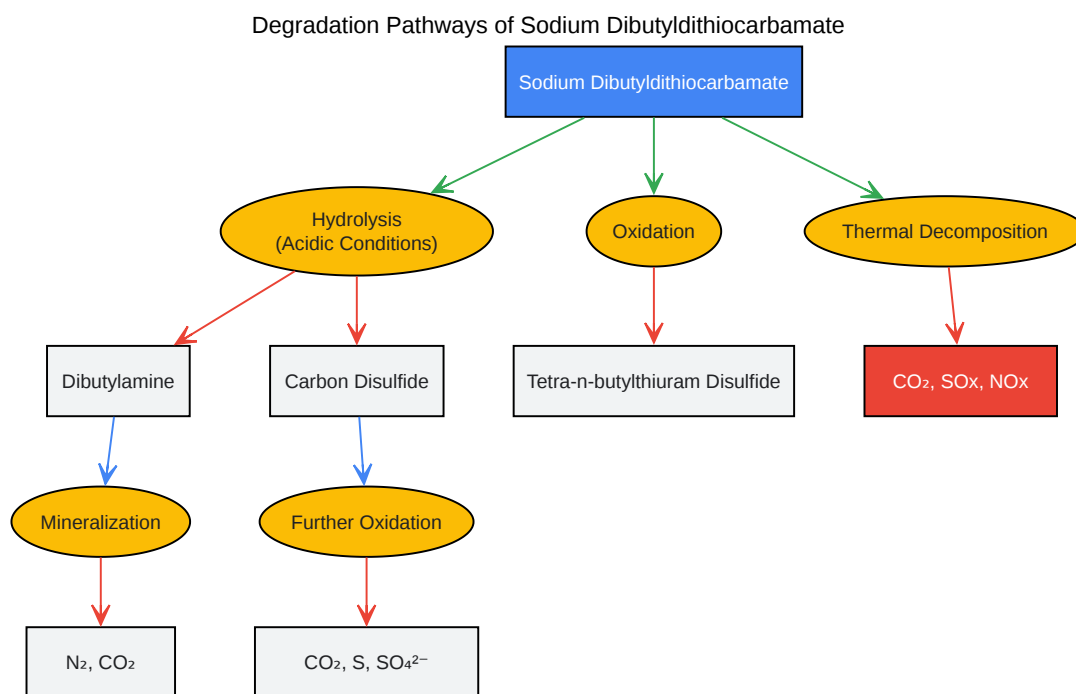 Degradation Pathways of Sodium Dibutyldithiocarbamate
Sodium Dibutyldithiocarbamate
Hydrolysis
(Acidic Conditions)
Oxidation
Thermal Decomposition
Dibutylamine
Carbon Disulfide
Tetra-n-butylthiuram Disulfide
CO₂, SOx, NOx
Mineralization
Further Oxidation
N₂, CO₂
CO₂, S, SO₄²⁻